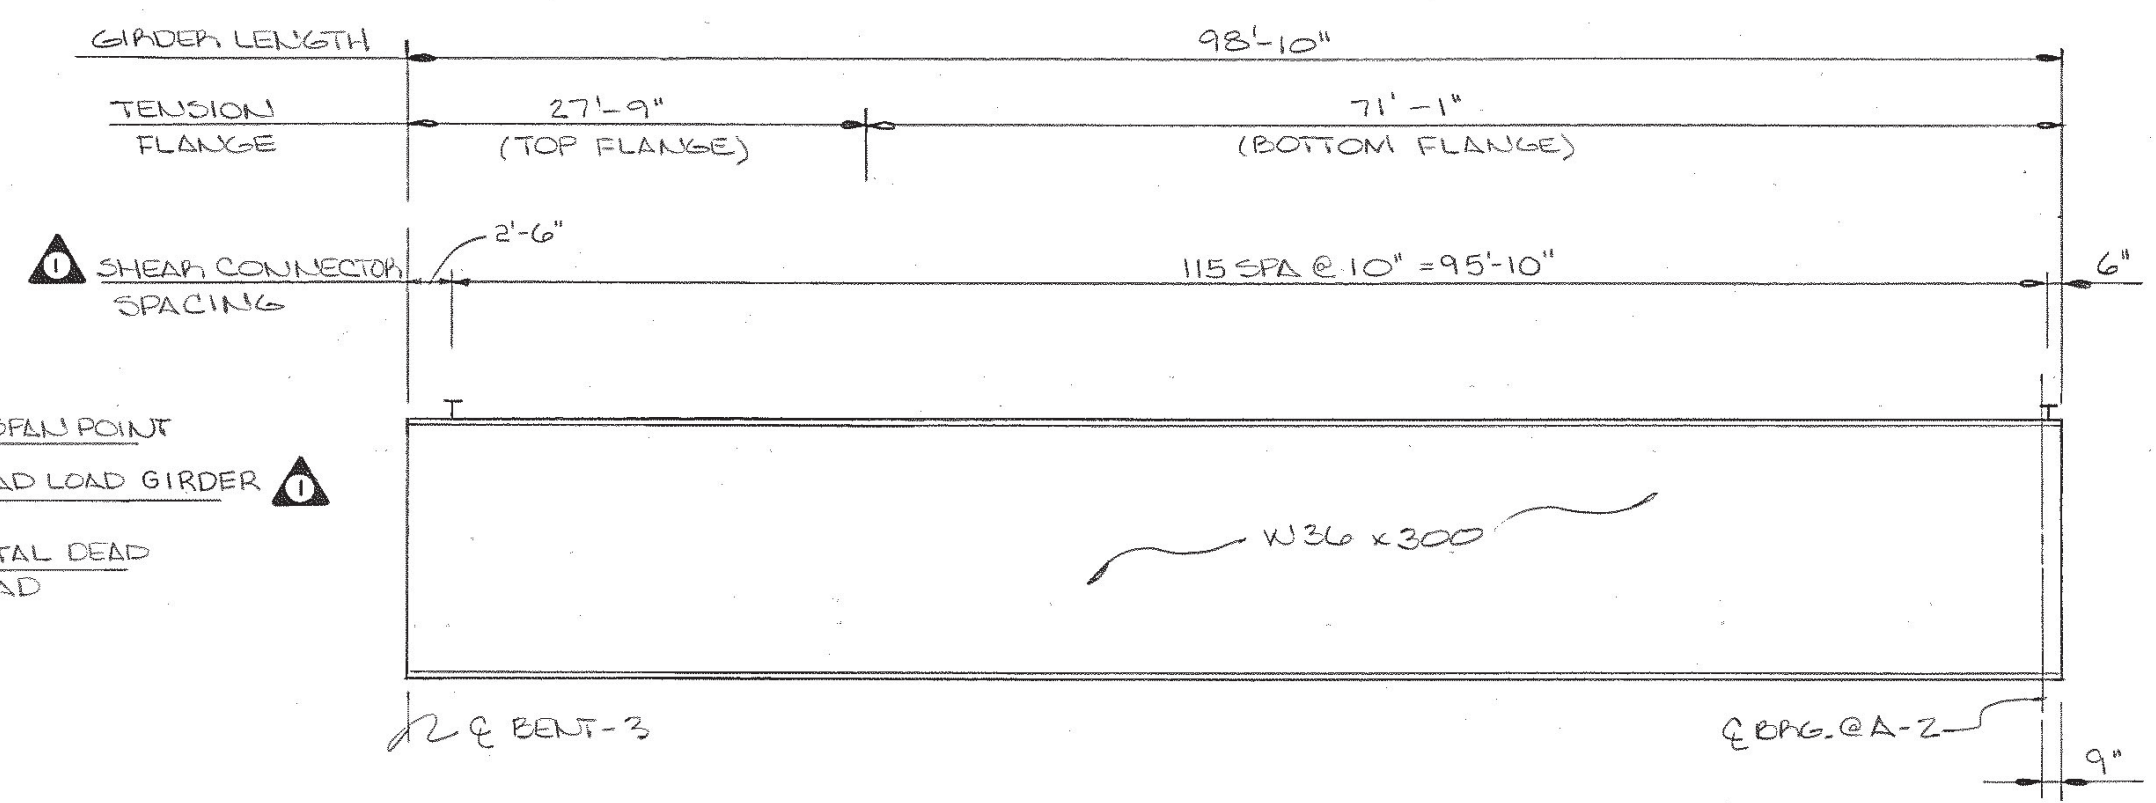 GIRDER LENGTH
98'-10"
TENSION
FLANGE
27'-9"
(TOP FLANGE)
71'-1"
(BOTTOM FLANGE)
2'-6"
1
SHEAR CONNECTOR
SPACING
115 SPA @ 10" = 95'-10"
6"
SPAN POINT
AD LOAD GIRDER
1
TAL DEAD
AD
W36 x 300
℄ BENT-3
℄ BRG. @ A-2
9"